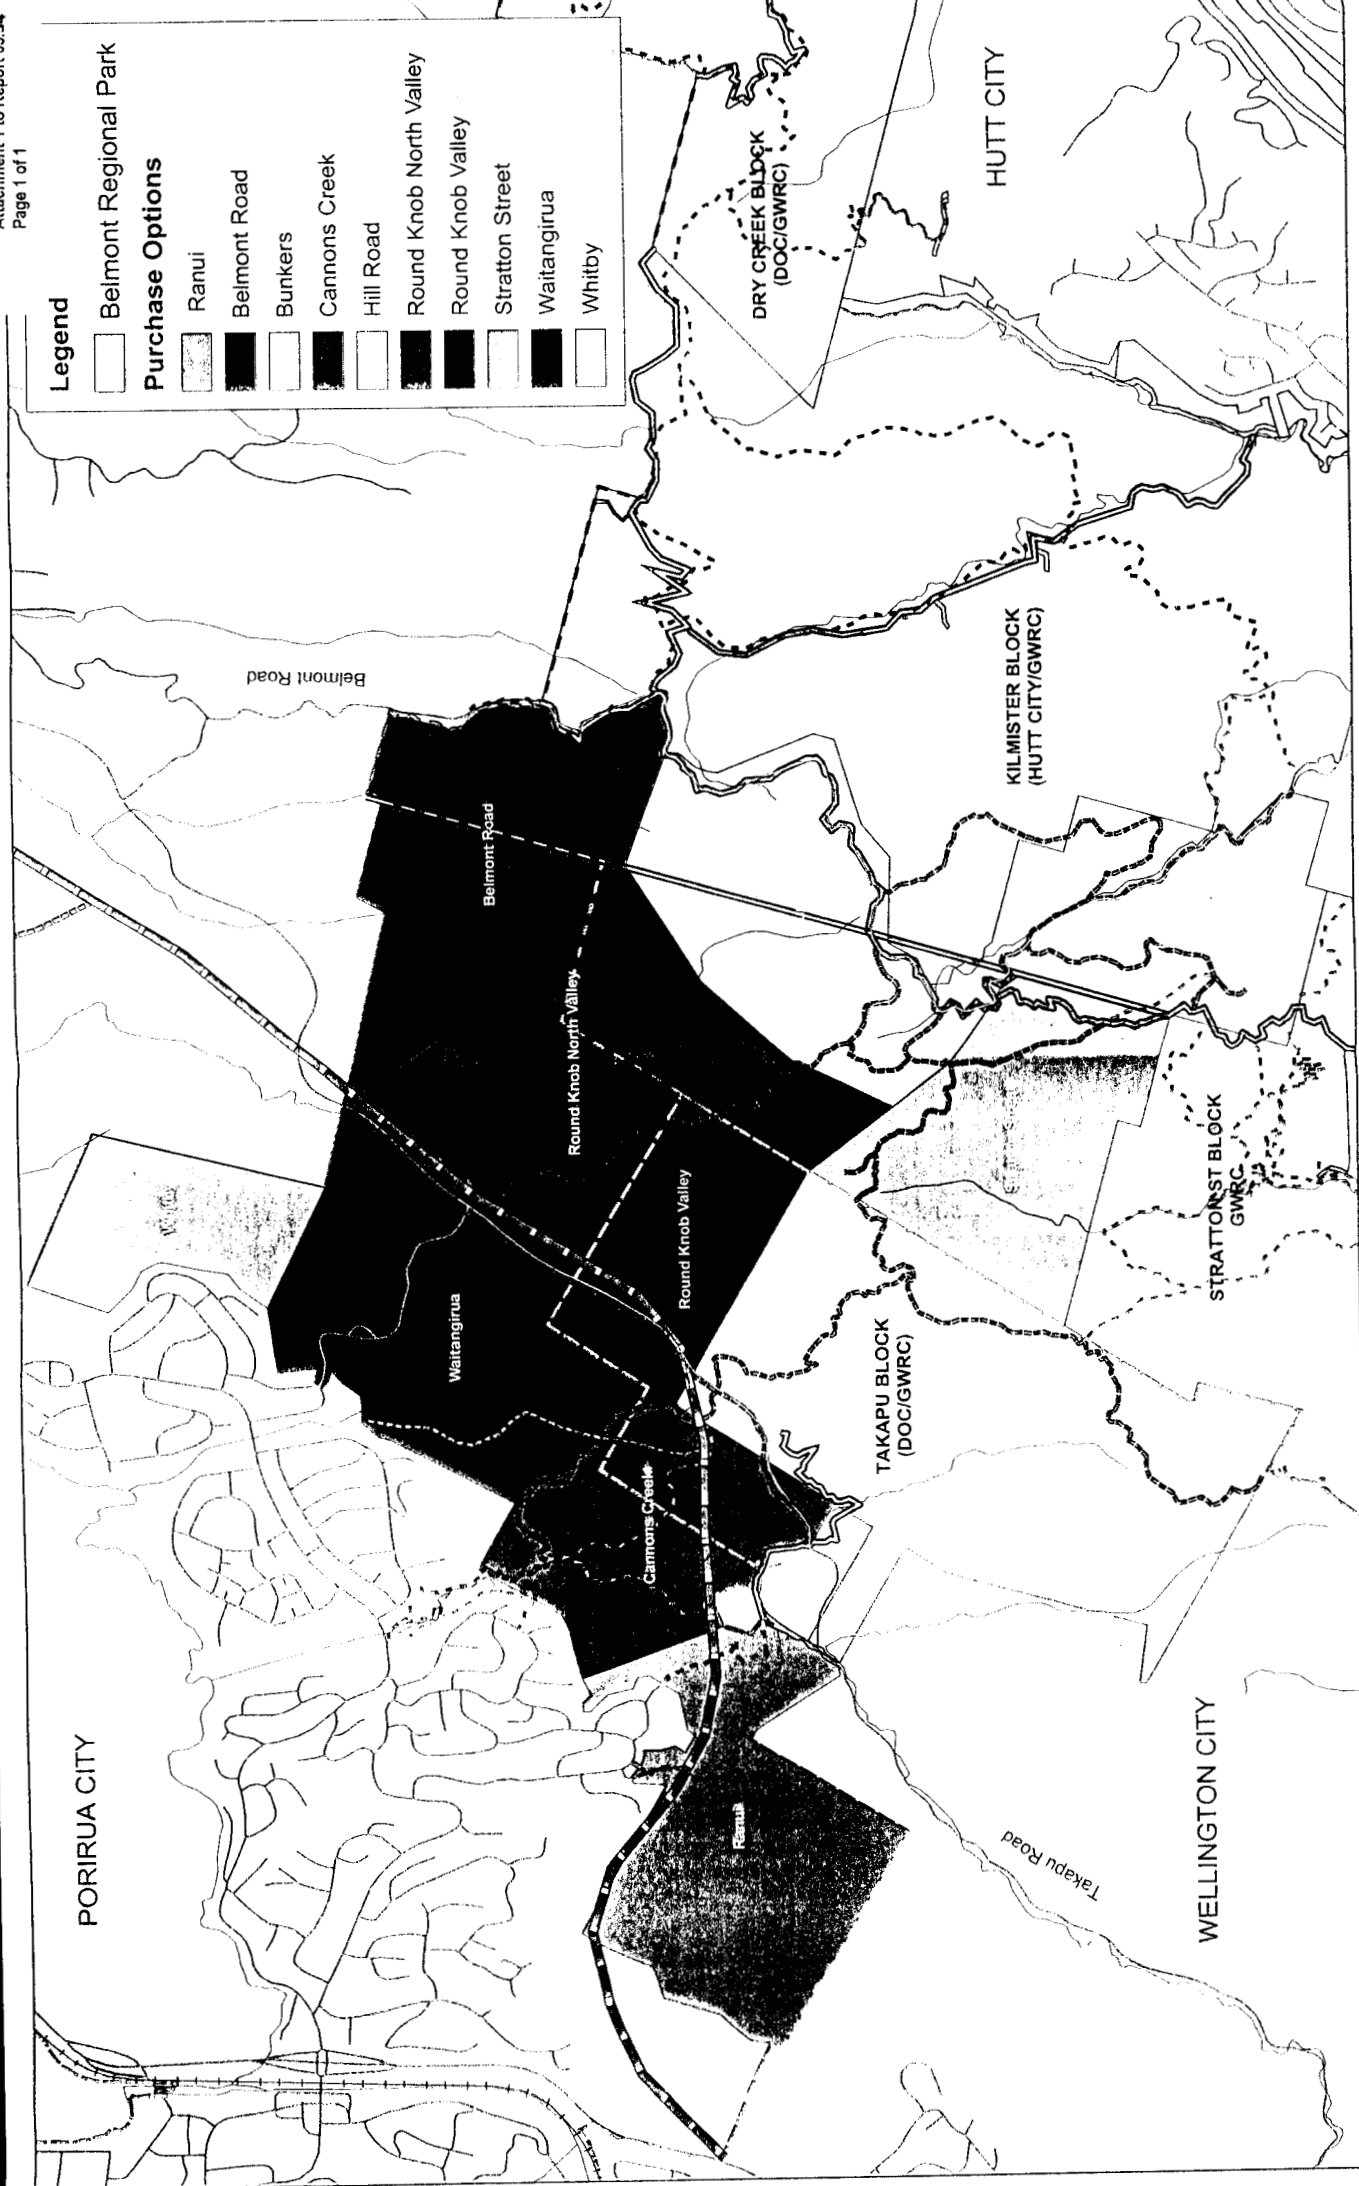 Page 1 of 1
Legend
Belmont Regional Park
Purchase Options
Ranui
Belmont Road
Bunkers
Cannons Creek
Hill Road
Round Knob North Valley
Round Knob Valley
Stratton Street
Waitangirua
Whitby
PORIRUA CITY
Belmont Road
Belmont Road
Round Knob North Valley
Waitangirua
Round Knob Valley
Cannons Creek
Ranui
DRY CREEK BLOCK
(DOC/GWRC)
HUTT CITY
KILMISTER BLOCK
(HUTT CITY/GWRC)
TAKAPU BLOCK
(DOC/GWRC)
STRATTON ST BLOCK
GWRC
Takapu Road
WELLINGTON CITY